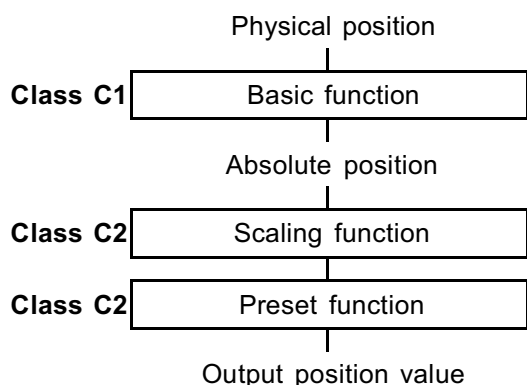 Physical position
Class C1 Basic function
Absolute position
Class C2 Scaling function
Class C2 Preset function
Output position value